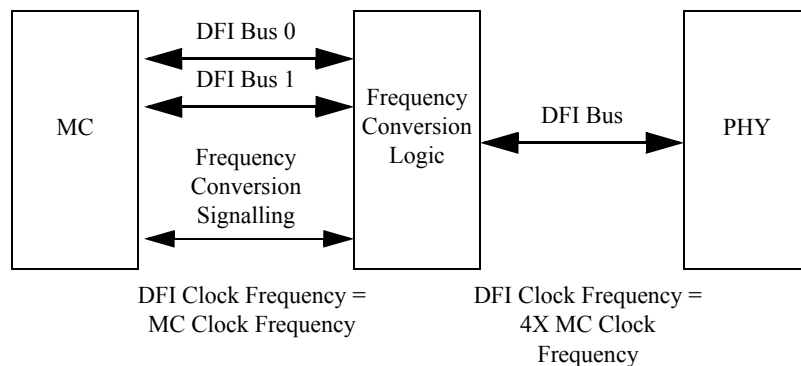 DFI Bus 0
DFI Bus 1
MC
Frequency
Conversion
Logic
DFI Bus
PHY
Frequency
Conversion
Signalling
DFI Clock Frequency =
MC Clock Frequency
DFI Clock Frequency =
4X MC Clock
Frequency